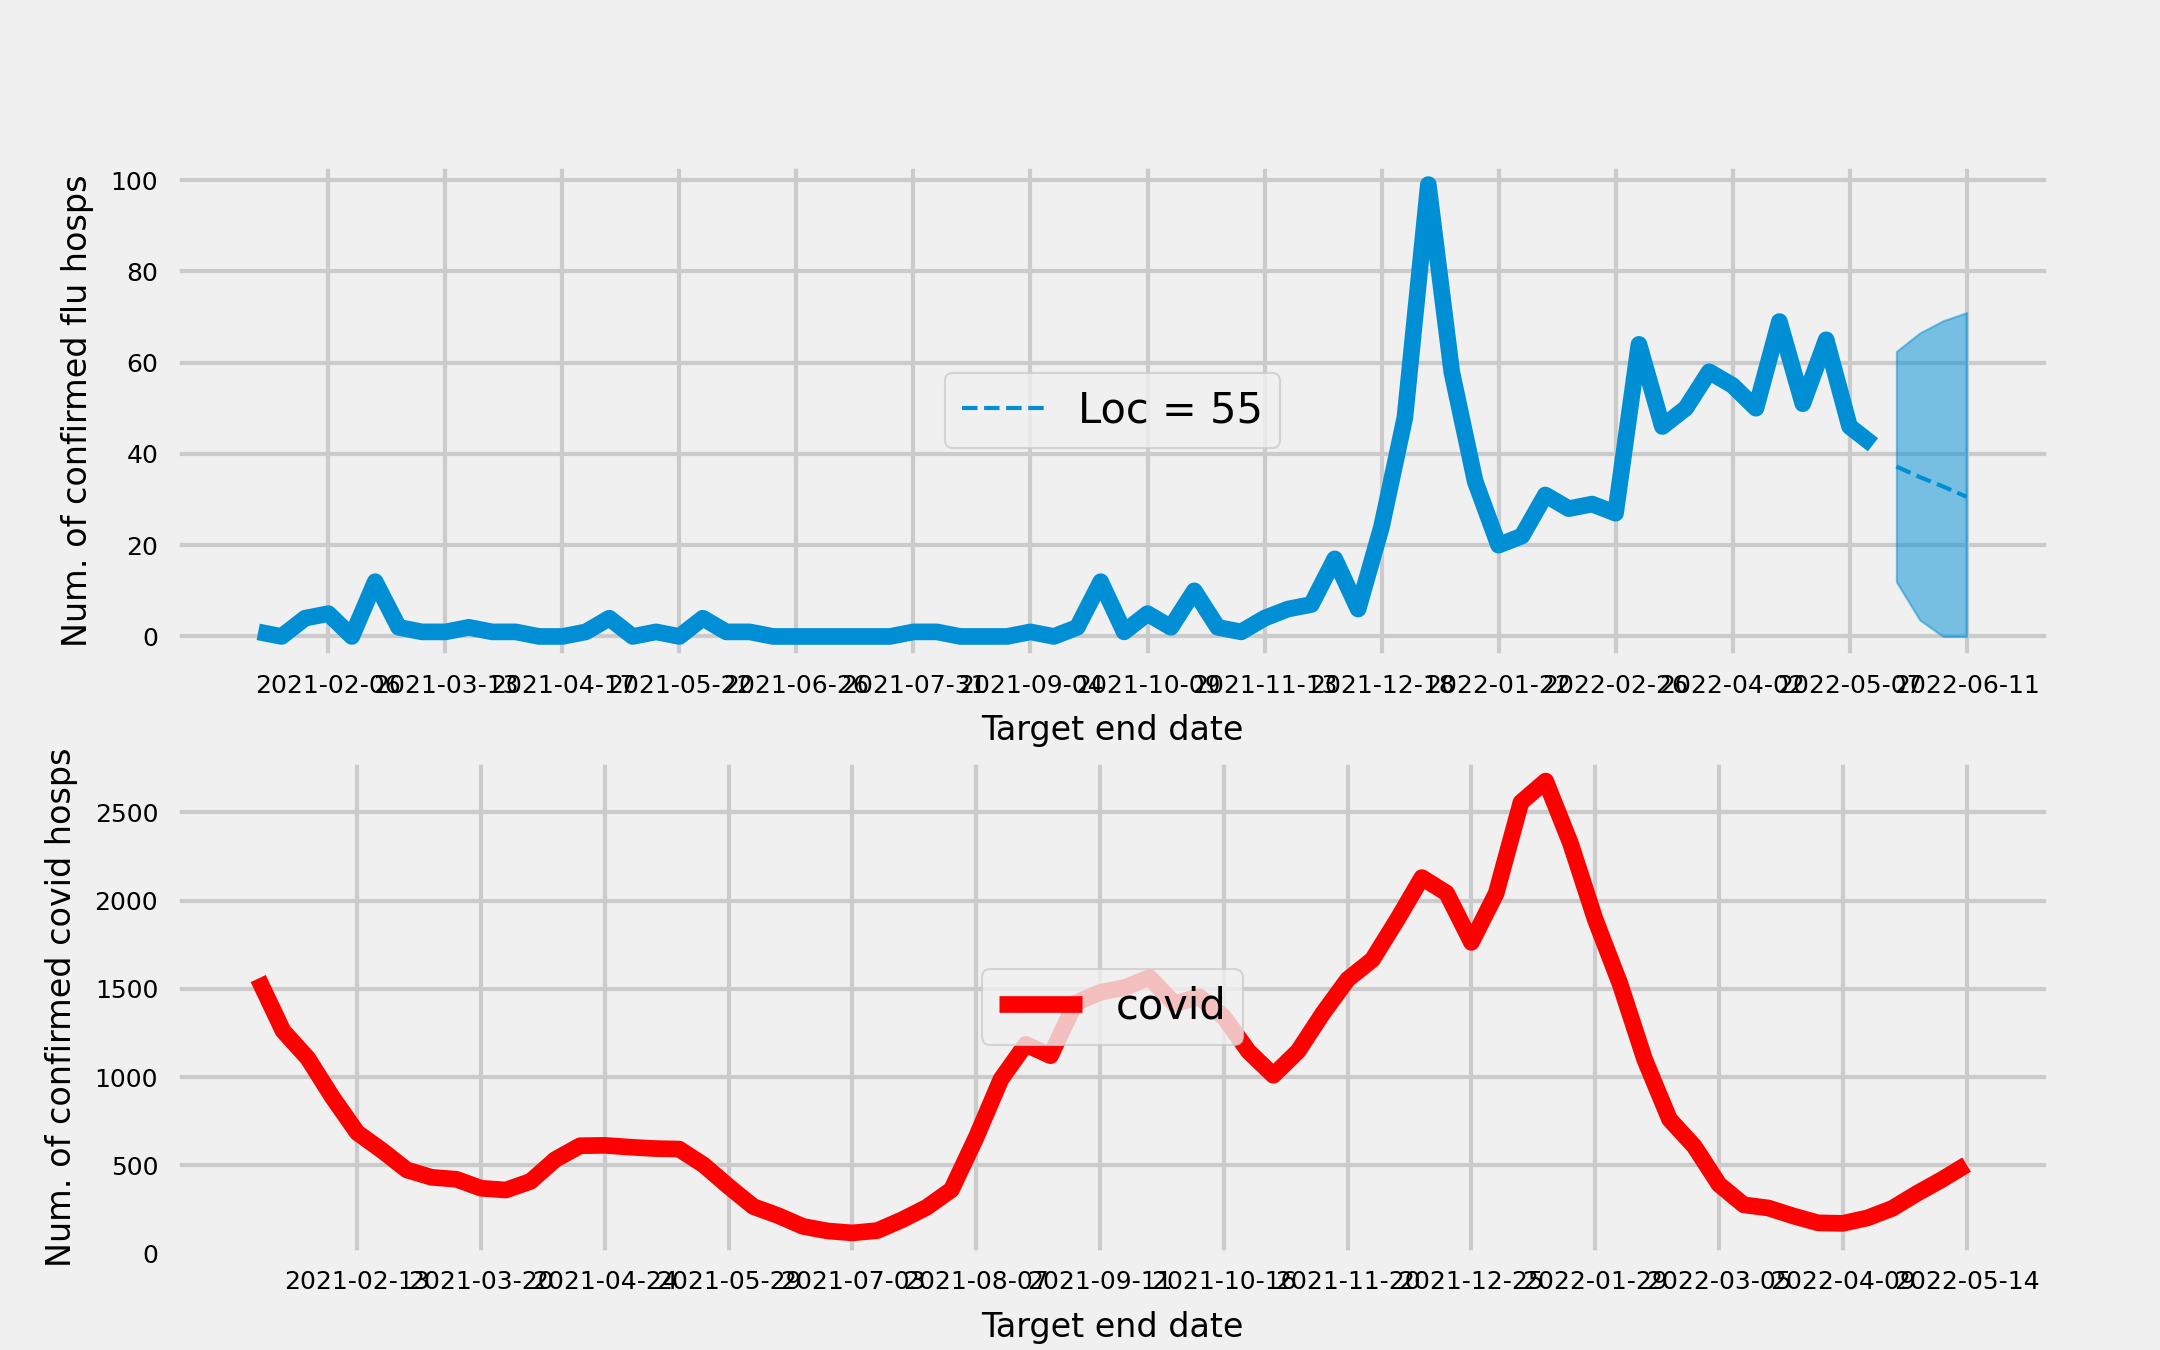 Num. of confirmed flu hosps
100
80
60
40
20
0
Loc = 55
2021-02-06 2021-03-13 2021-04-17 2021-05-22 2021-06-26 2021-07-31 2021-09-04 2021-10-09 2021-11-13 2021-12-18 2022-01-22 2022-02-26 2022-04-02 2022-05-07 2022-06-11
Target end date
Num. of confirmed covid hosps
2500
2000
1500
1000
500
0
covid
2021-02-13 2021-03-20 2021-04-24 2021-05-29 2021-07-03 2021-08-07 2021-09-11 2021-10-16 2021-11-20 2021-12-25 2022-01-29 2022-03-05 2022-04-09 2022-05-14
Target end date